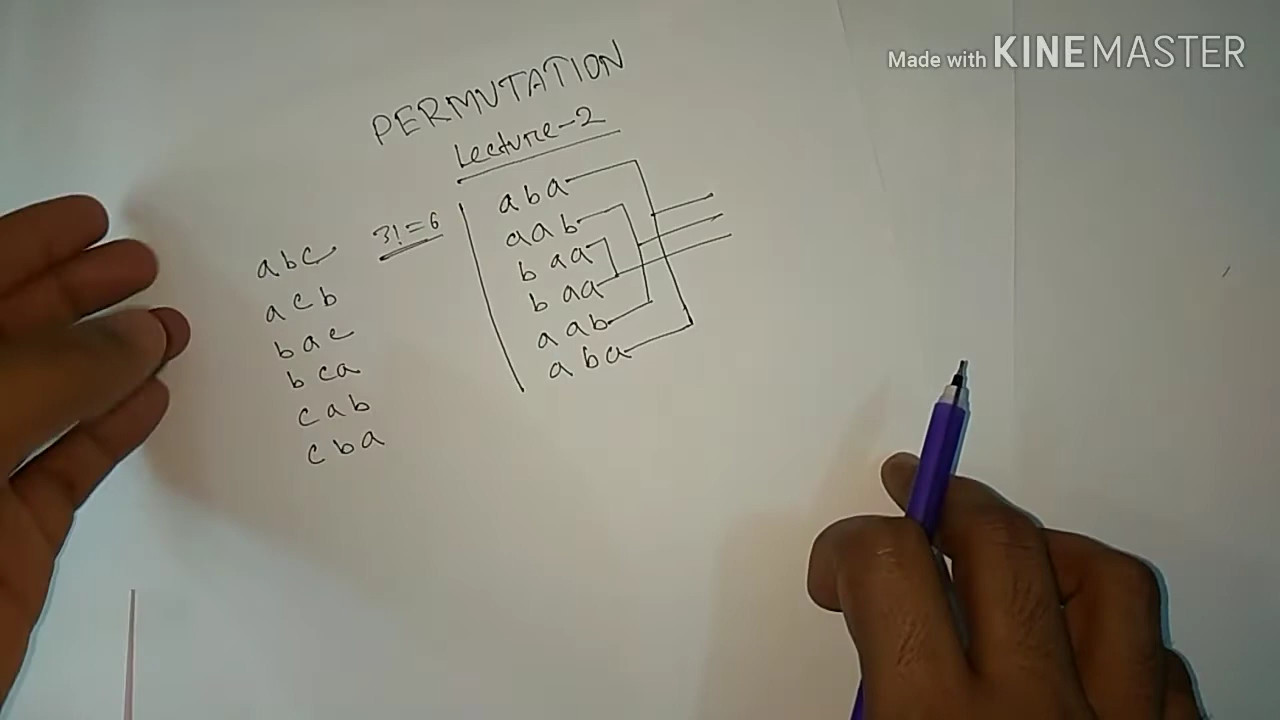 Made with KINEMASTER
PERMUTATION
Lecture-2
abc
acb
bac
bca
cab
cba
3! = 6
aba
aab
baa
baa
aab
aba